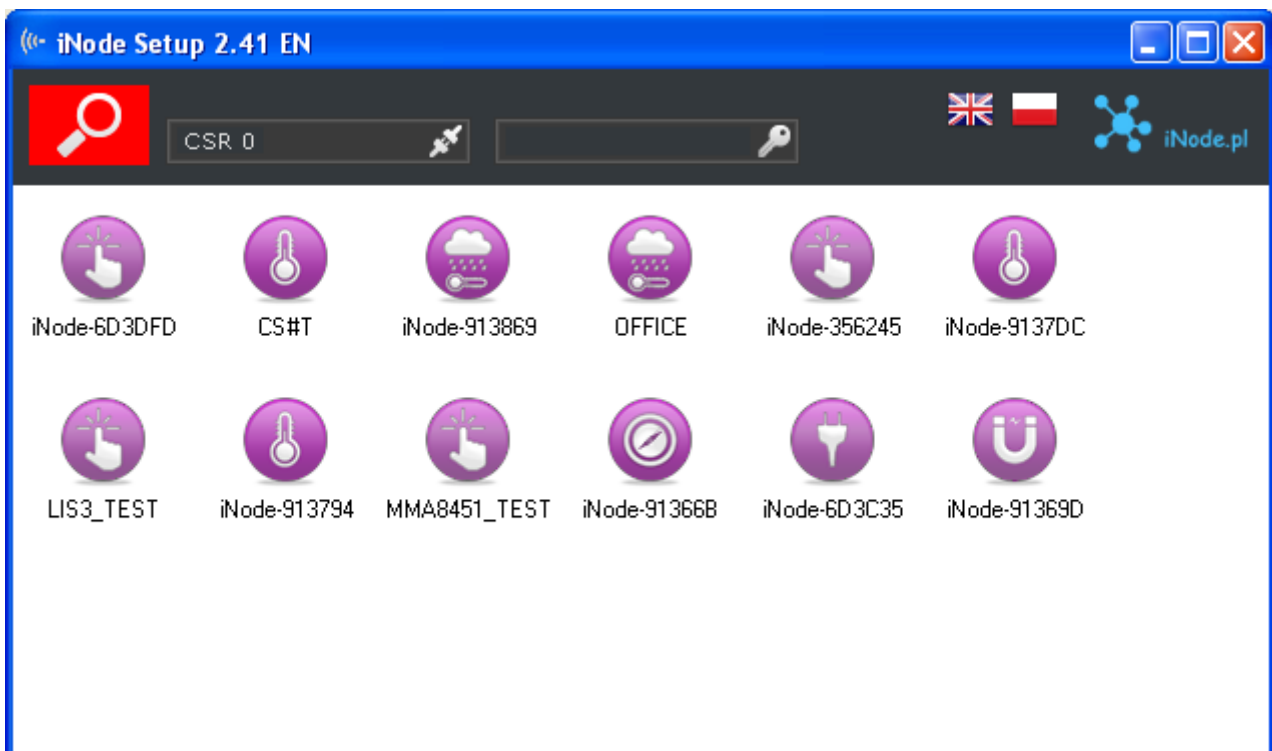 iNode Setup 2.41 EN
CSR 0
iNode.pl
iNode-6D3DFD CS#T iNode-913869 OFFICE iNode-356245 iNode-9137DC
LIS3_TEST iNode-913794 MMA8451_TEST iNode-91366B iNode-6D3C35 iNode-91369D